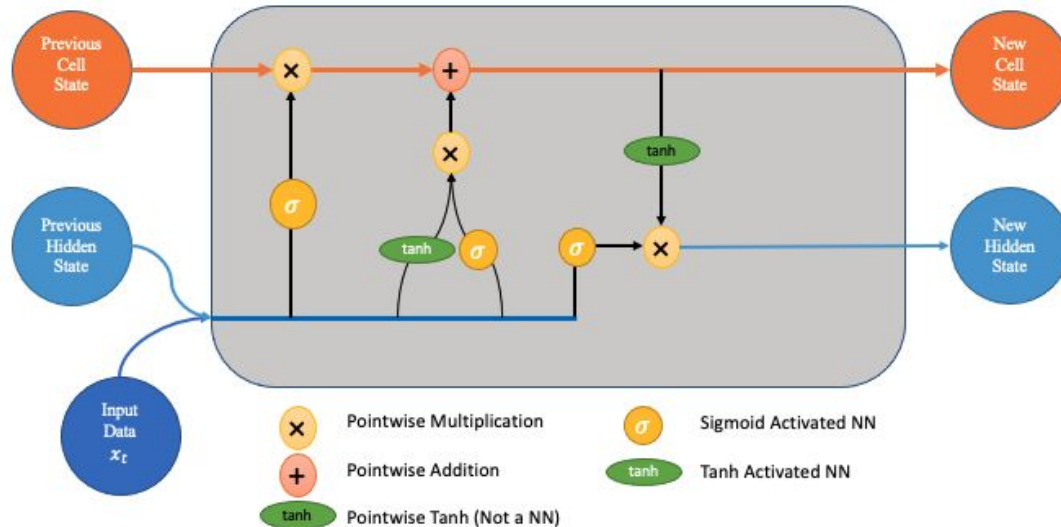 Previous
Cell
State
×
+
New
Cell
State
×
tanh
σ
Previous
Hidden
State
tanh
σ
σ
×
New
Hidden
State
Input
Data
x_t
× Pointwise Multiplication
σ Sigmoid Activated NN
+ Pointwise Addition
tanh Tanh Activated NN
tanh Pointwise Tanh (Not a NN)